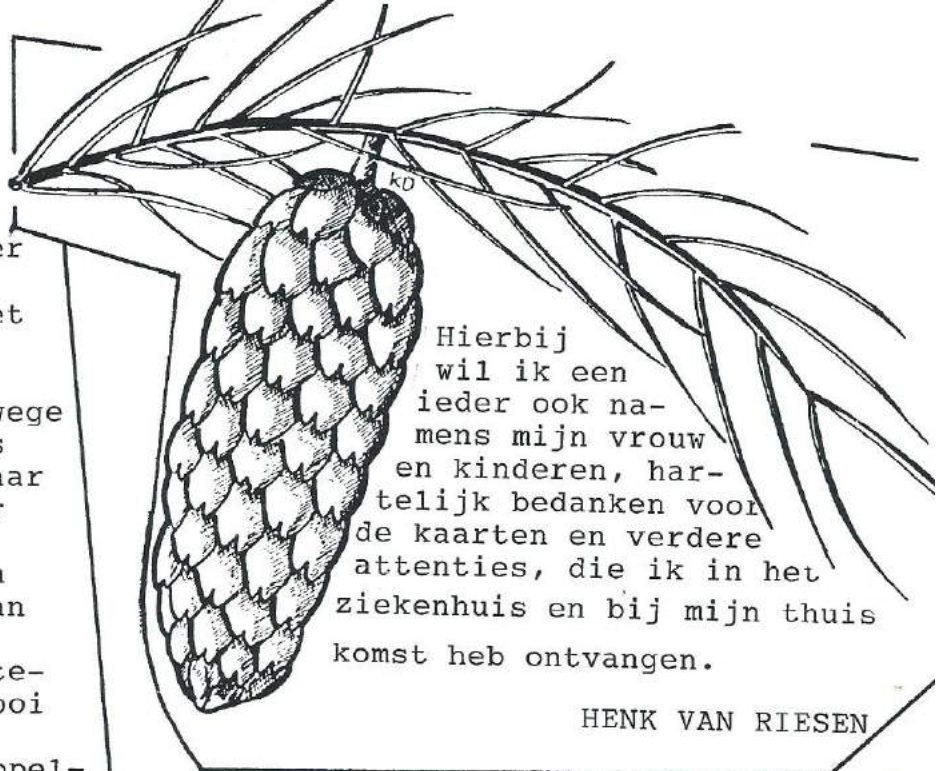 KD
Hierbij
wil ik een
ieder ook na-
mens mijn vrouw
en kinderen, har-
telijk bedanken voor
de kaarten en verdere
attenties, die ik in het
ziekenhuis en bij mijn thuis
komst heb ontvangen.
HENK VAN RIESEN